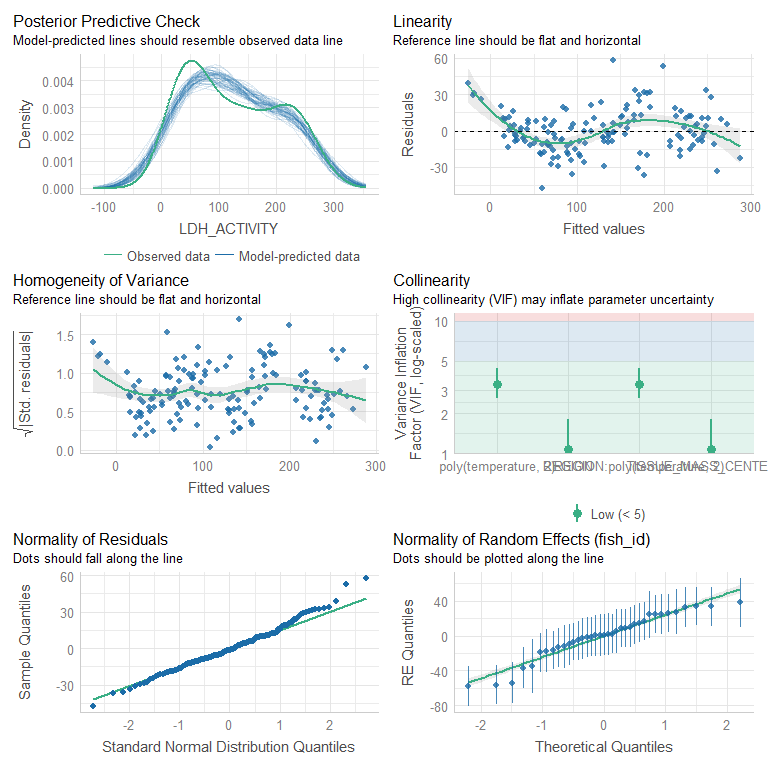 Posterior Predictive Check
Model-predicted lines should resemble observed data line
Density
0.004
0.003
0.002
0.001
0.000
-100 0 100 200 300
LDH_ACTIVITY
Observed data Model-predicted data
Linearity
Reference line should be flat and horizontal
Residuals
60
30
0
-30
0 100 200 300
Fitted values
Homogeneity of Variance
Reference line should be flat and horizontal
√|Std. residuals|
1.5
1.0
0.5
0.0
0 100 200 300
Fitted values
Collinearity
High collinearity (VIF) may inflate parameter uncertainty
Variance Inflation
Factor (VIF, log-scaled)
10
5
3
2
1
poly(temperature,
Low (< 5)
Normality of Residuals
Dots should fall along the line
Sample Quantiles
60
30
0
-30
-2 -1 0 1 2
Standard Normal Distribution Quantiles
Normality of Random Effects (fish_id)
Dots should be plotted along the line
RE Quantiles
40
0
-40
-80
-2 -1 0 1 2
Theoretical Quantiles